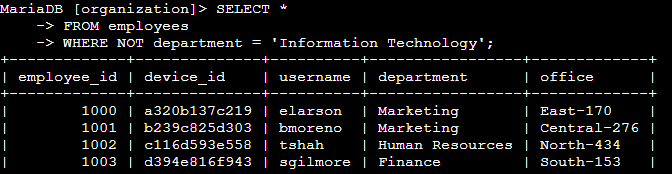 MariaDB [organization]> SELECT *
    -> FROM employees
    -> WHERE NOT department = 'Information Technology';
+-------------+--------------+----------+-----------------+-------------+
| employee_id | device_id    | username | department      | office      |
+-------------+--------------+----------+-----------------+-------------+
|        1000 | a320b137c219 | elarson  | Marketing       | East-170    |
|        1001 | b239c825d303 | bmoreno  | Marketing       | Central-276 |
|        1002 | c116d593e558 | tshah    | Human Resources | North-434   |
|        1003 | d394e816f943 | sgilmore | Finance         | South-153   |